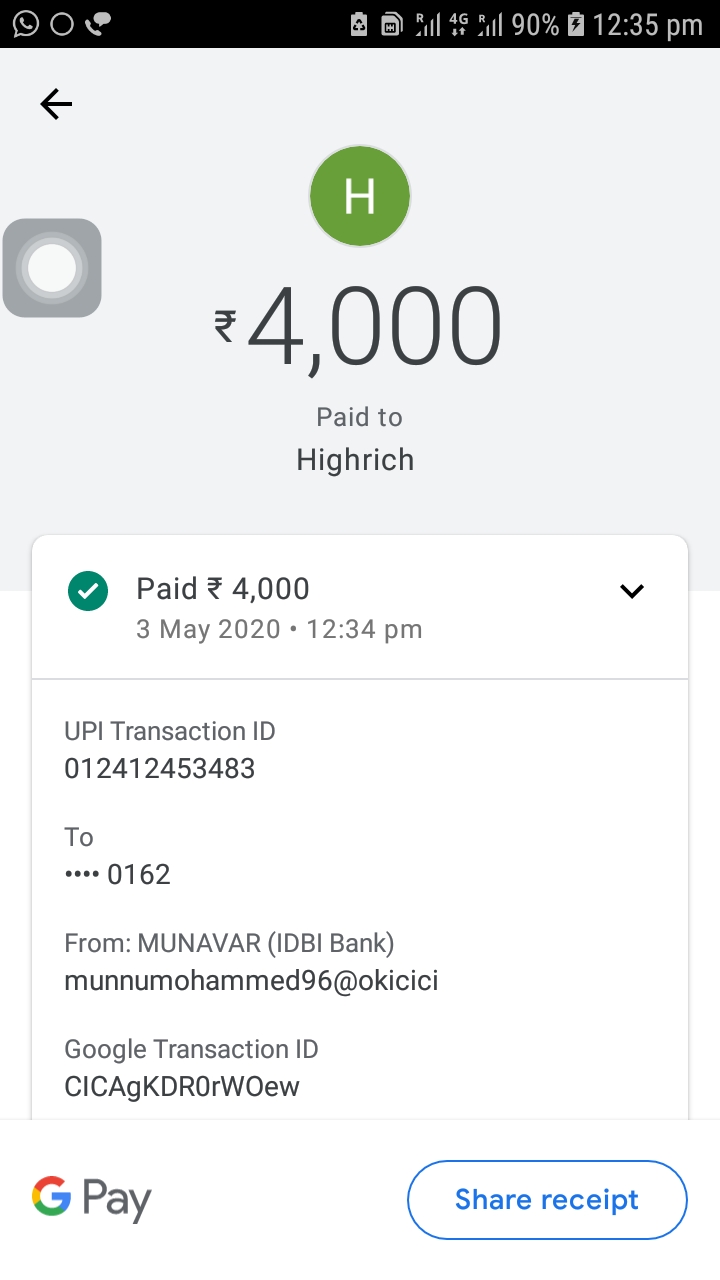 R 4G R 90% 12:35 pm
H
₹4,000
Paid to
Highrich
Paid ₹ 4,000
3 May 2020 • 12:34 pm
UPI Transaction ID
012412453483
To
•••• 0162
From: MUNAVAR (IDBI Bank)
munnumohammed96@okicici
Google Transaction ID
CICAgKDR0rWOew
G Pay
Share receipt